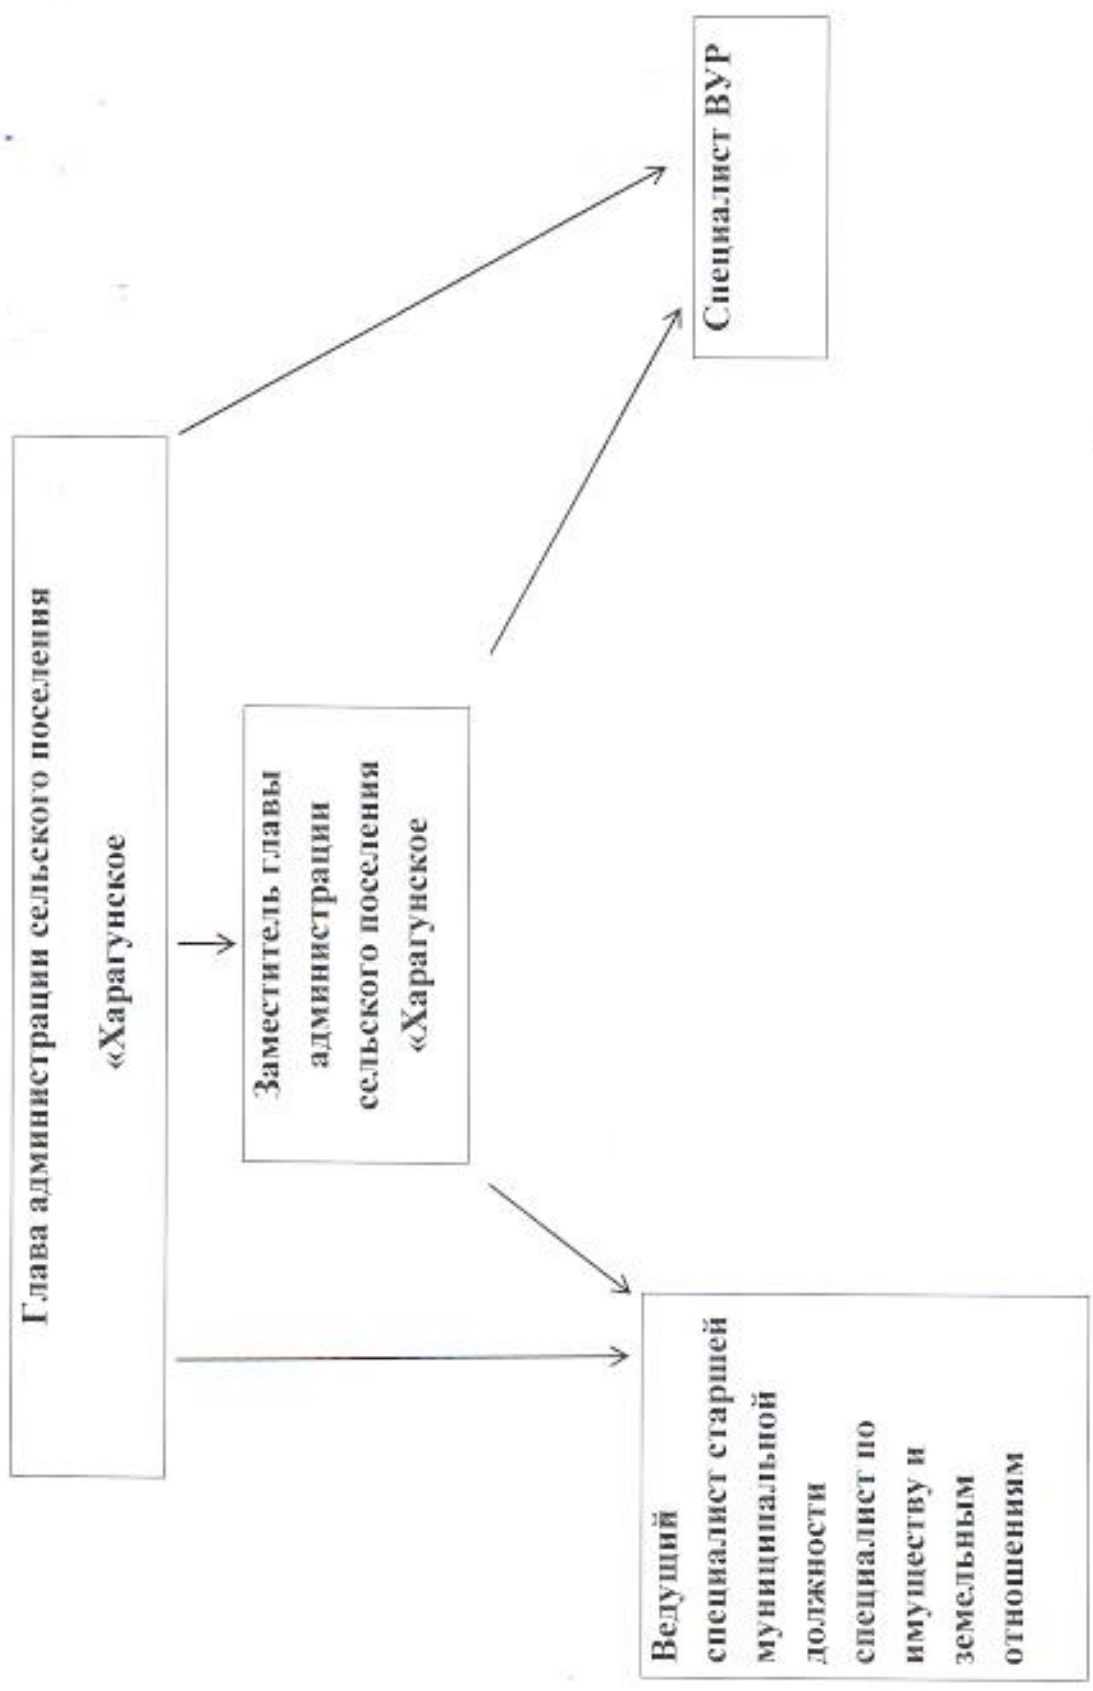 Глава администрации сельского поселения
«Харагунское
Заместитель главы
администрации
сельского поселения
«Харагунское
Ведущий
специалист старшей
муниципальной
должности
специалист по
имуществу и
земельным
отношениям
Специалист ВУР